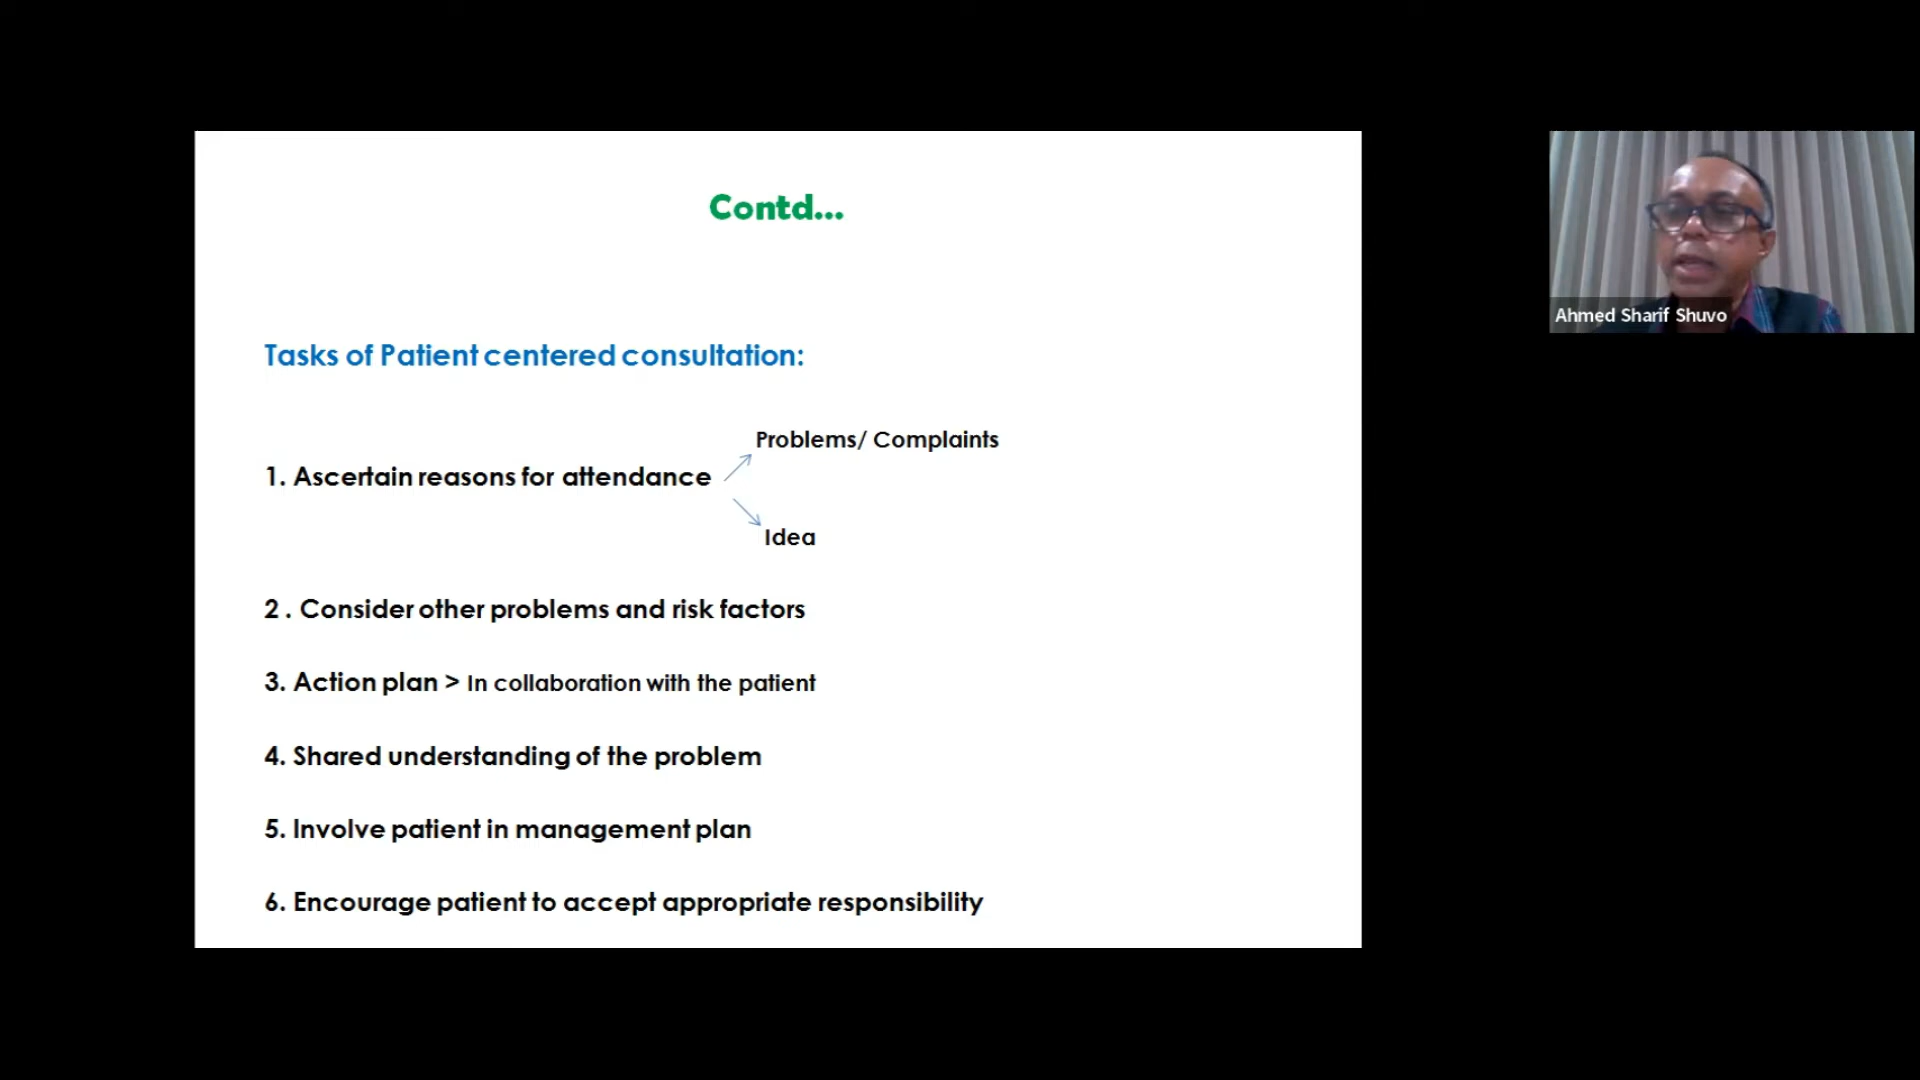 Contd...
Tasks of Patient centered consultation:
Problems/ Complaints
1. Ascertain reasons for attendance
Idea
2 . Consider other problems and risk factors
3. Action plan > In collaboration with the patient
4. Shared understanding of the problem
5. Involve patient in management plan
6. Encourage patient to accept appropriate responsibility
Ahmed Sharif Shuvo